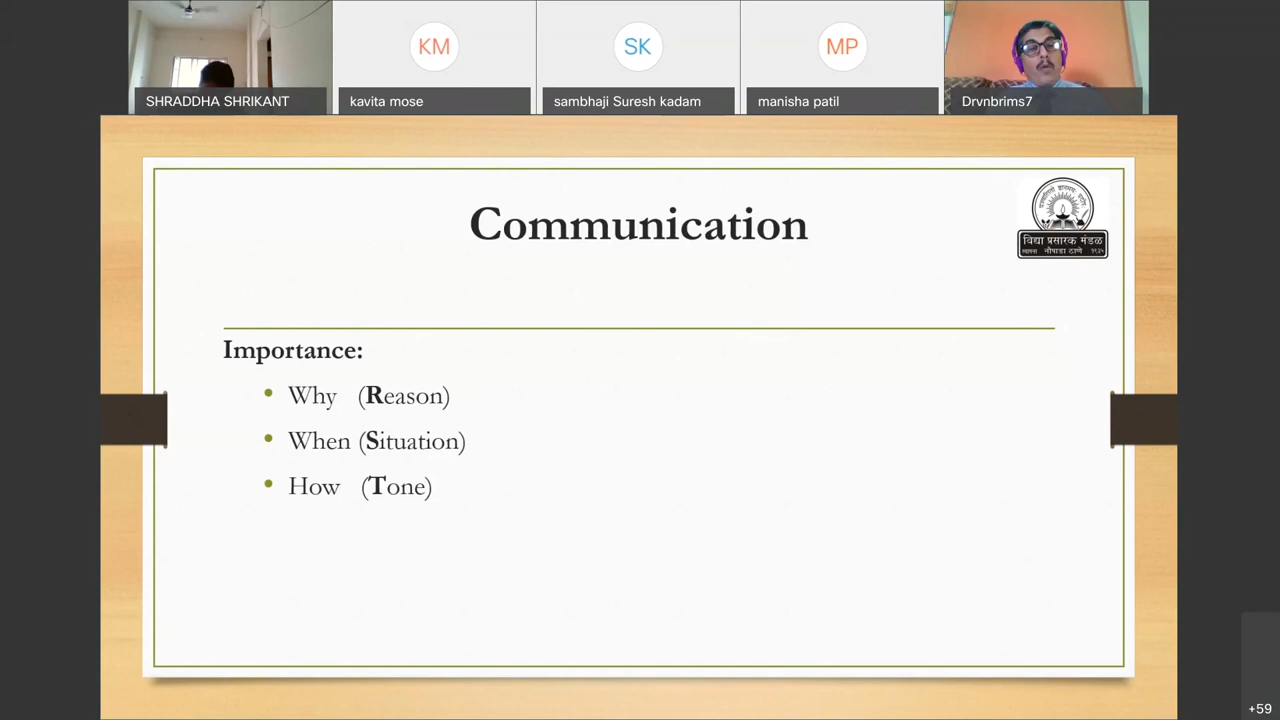 KM
SK
MP
SHRADDHA SHRIKANT
kavita mose
sambhaji Suresh kadam
manisha patil
Drvnbrims7
Communication
विद्या प्रसारक मंडळ
नौपाडा ठाणे
Importance:
• Why (Reason)
• When (Situation)
• How (Tone)
+59